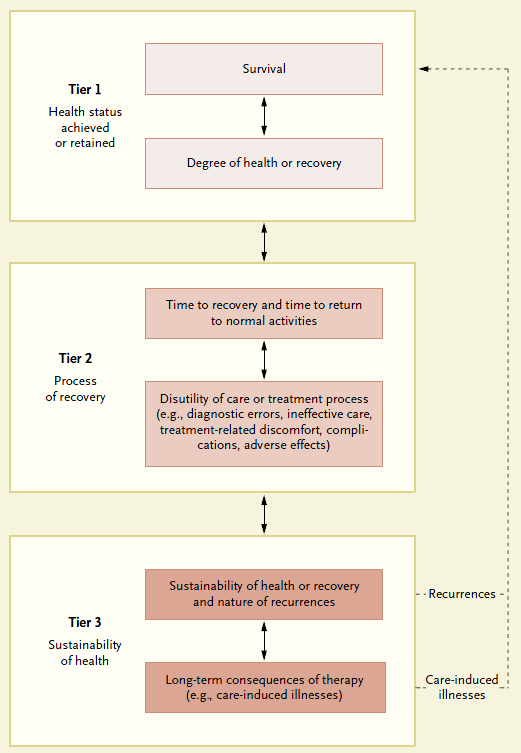 Tier 1
Health status
achieved
or retained
Survival
Degree of health or recovery
Tier 2
Process
of recovery
Time to recovery and time to return
to normal activities
Disutility of care or treatment process
(e.g., diagnostic errors, ineffective care,
treatment-related discomfort, compli-
cations, adverse effects)
Tier 3
Sustainability
of health
Sustainability of health or recovery
and nature of recurrences
Recurrences
Long-term consequences of therapy
(e.g., care-induced illnesses)
Care-induced
illnesses